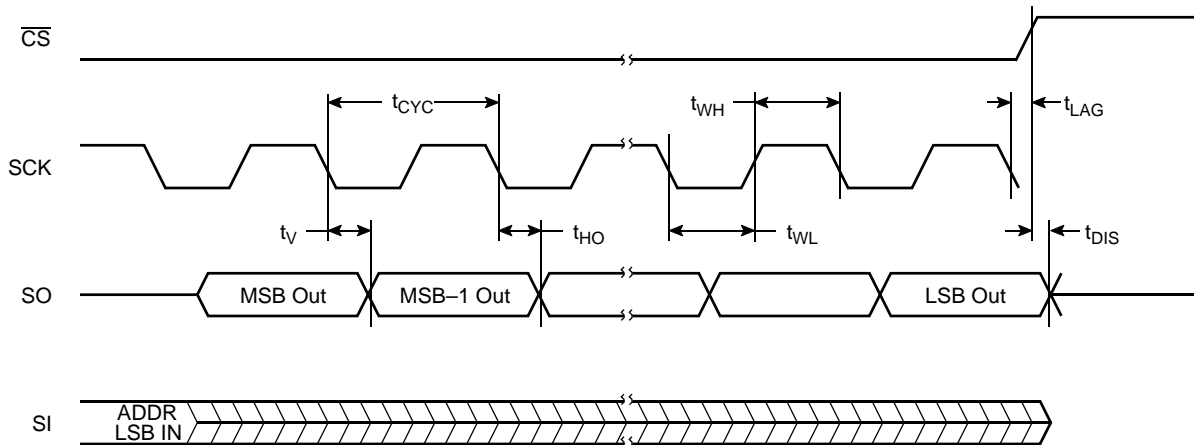 CS
tCYC
tWH
tLAG
SCK
tV
tHO
tWL
tDIS
SO
MSB Out
MSB–1 Out
LSB Out
SI
ADDR
LSB IN